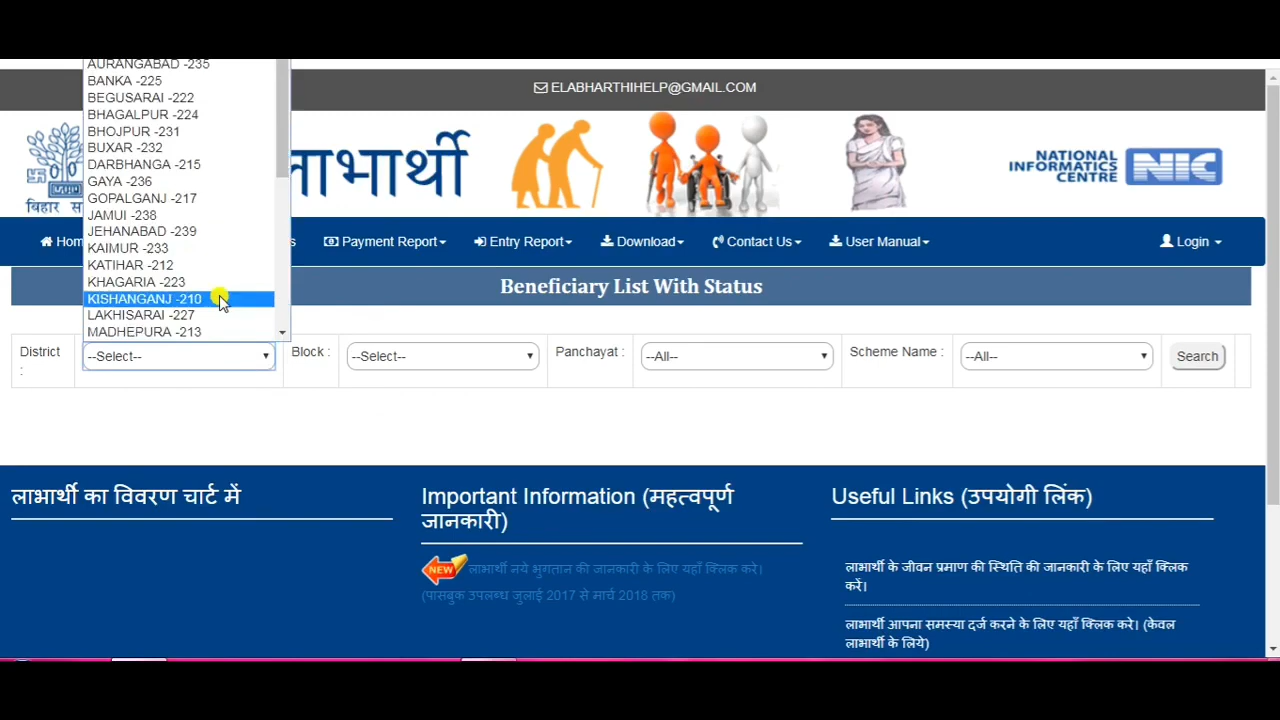 AURANGABAD -235
BANKA -225
BEGUSARAI -222
BHAGALPUR -224
BHOJPUR -231
BUXAR -232
DARBHANGA -215
GAYA -236
GOPALGANJ -217
JAMUI -238
JEHANABAD -239
KAIMUR -233
KATIHAR -212
KHAGARIA -223
KISHANGANJ -210
LAKHISARAI -227
MADHEPURA -213
ELABHARTHIHELP@GMAIL.COM
बिहार
लाभार्थी
NATIONAL
INFORMATICS
CENTRE
NIC
Payment Report
Entry Report
Download
Contact Us
User Manual
Login
Beneficiary List With Status
District :
--Select--
Block :
--Select--
Panchayat :
--All--
Scheme Name :
--All--
Search
लाभार्थी का विवरण चार्ट में
Important Information (महत्वपूर्ण
जानकारी)
NEW लाभार्थी नये भुगतान की जानकारी के लिए यहाँ क्लिक करे।
(पासबुक उपलब्ध जुलाई 2017 से मार्च 2018 तक)
Useful Links (उपयोगी लिंक)
लाभार्थी के जीवन प्रमाण की स्थिति की जानकारी के लिए यहाँ क्लिक
करें।
लाभार्थी आपना समस्या दर्ज करने के लिए यहाँ क्लिक करे। (केवल
लाभार्थी के लिये)